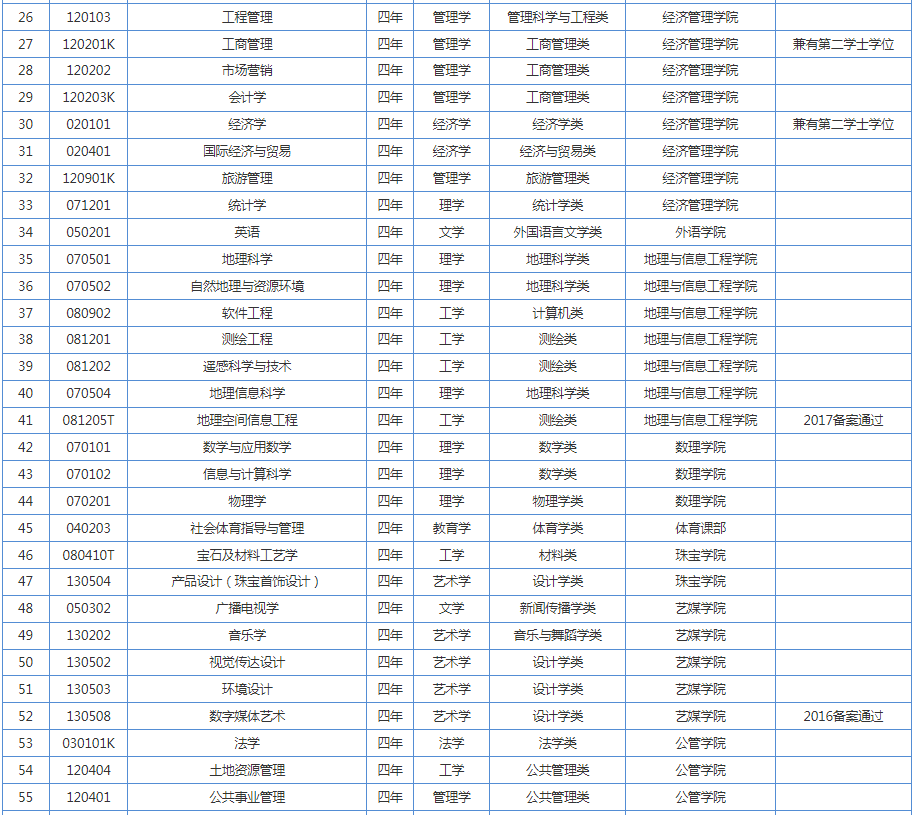 26 120103 工程管理 四年 管理学 管理科学与工程类 经济管理学院
27 120201K 工商管理 四年 管理学 工商管理类 经济管理学院 兼有第二学士学位
28 120202 市场营销 四年 管理学 工商管理类 经济管理学院
29 120203K 会计学 四年 管理学 工商管理类 经济管理学院
30 020101 经济学 四年 经济学 经济学类 经济管理学院 兼有第二学士学位
31 020401 国际经济与贸易 四年 经济学 经济与贸易类 经济管理学院
32 120901K 旅游管理 四年 管理学 旅游管理类 经济管理学院
33 071201 统计学 四年 理学 统计学类 经济管理学院
34 050201 英语 四年 文学 外国语言文学类 外语学院
35 070501 地理科学 四年 理学 地理科学类 地理与信息工程学院
36 070502 自然地理与资源环境 四年 理学 地理科学类 地理与信息工程学院
37 080902 软件工程 四年 工学 计算机类 地理与信息工程学院
38 081201 测绘工程 四年 工学 测绘类 地理与信息工程学院
39 081202 遥感科学与技术 四年 工学 测绘类 地理与信息工程学院
40 070504 地理信息科学 四年 理学 地理科学类 地理与信息工程学院
41 081205T 地理空间信息工程 四年 工学 测绘类 地理与信息工程学院 2017备案通过
42 070101 数学与应用数学 四年 理学 数学类 数理学院
43 070102 信息与计算科学 四年 理学 数学类 数理学院
44 070201 物理学 四年 理学 物理学类 数理学院
45 040203 社会体育指导与管理 四年 教育学 体育学类 体育课部
46 080410T 宝石及材料工艺学 四年 工学 材料类 珠宝学院
47 130504 产品设计（珠宝首饰设计） 四年 艺术学 设计学类 珠宝学院
48 050302 广播电视学 四年 文学 新闻传播学类 艺媒学院
49 130202 音乐学 四年 艺术学 音乐与舞蹈学类 艺媒学院
50 130502 视觉传达设计 四年 艺术学 设计学类 艺媒学院
51 130503 环境设计 四年 艺术学 设计学类 艺媒学院
52 130508 数字媒体艺术 四年 艺术学 设计学类 艺媒学院 2016备案通过
53 030101K 法学 四年 法学 法学类 公管学院
54 120404 土地资源管理 四年 工学 公共管理类 公管学院
55 120401 公共事业管理 四年 管理学 公共管理类 公管学院